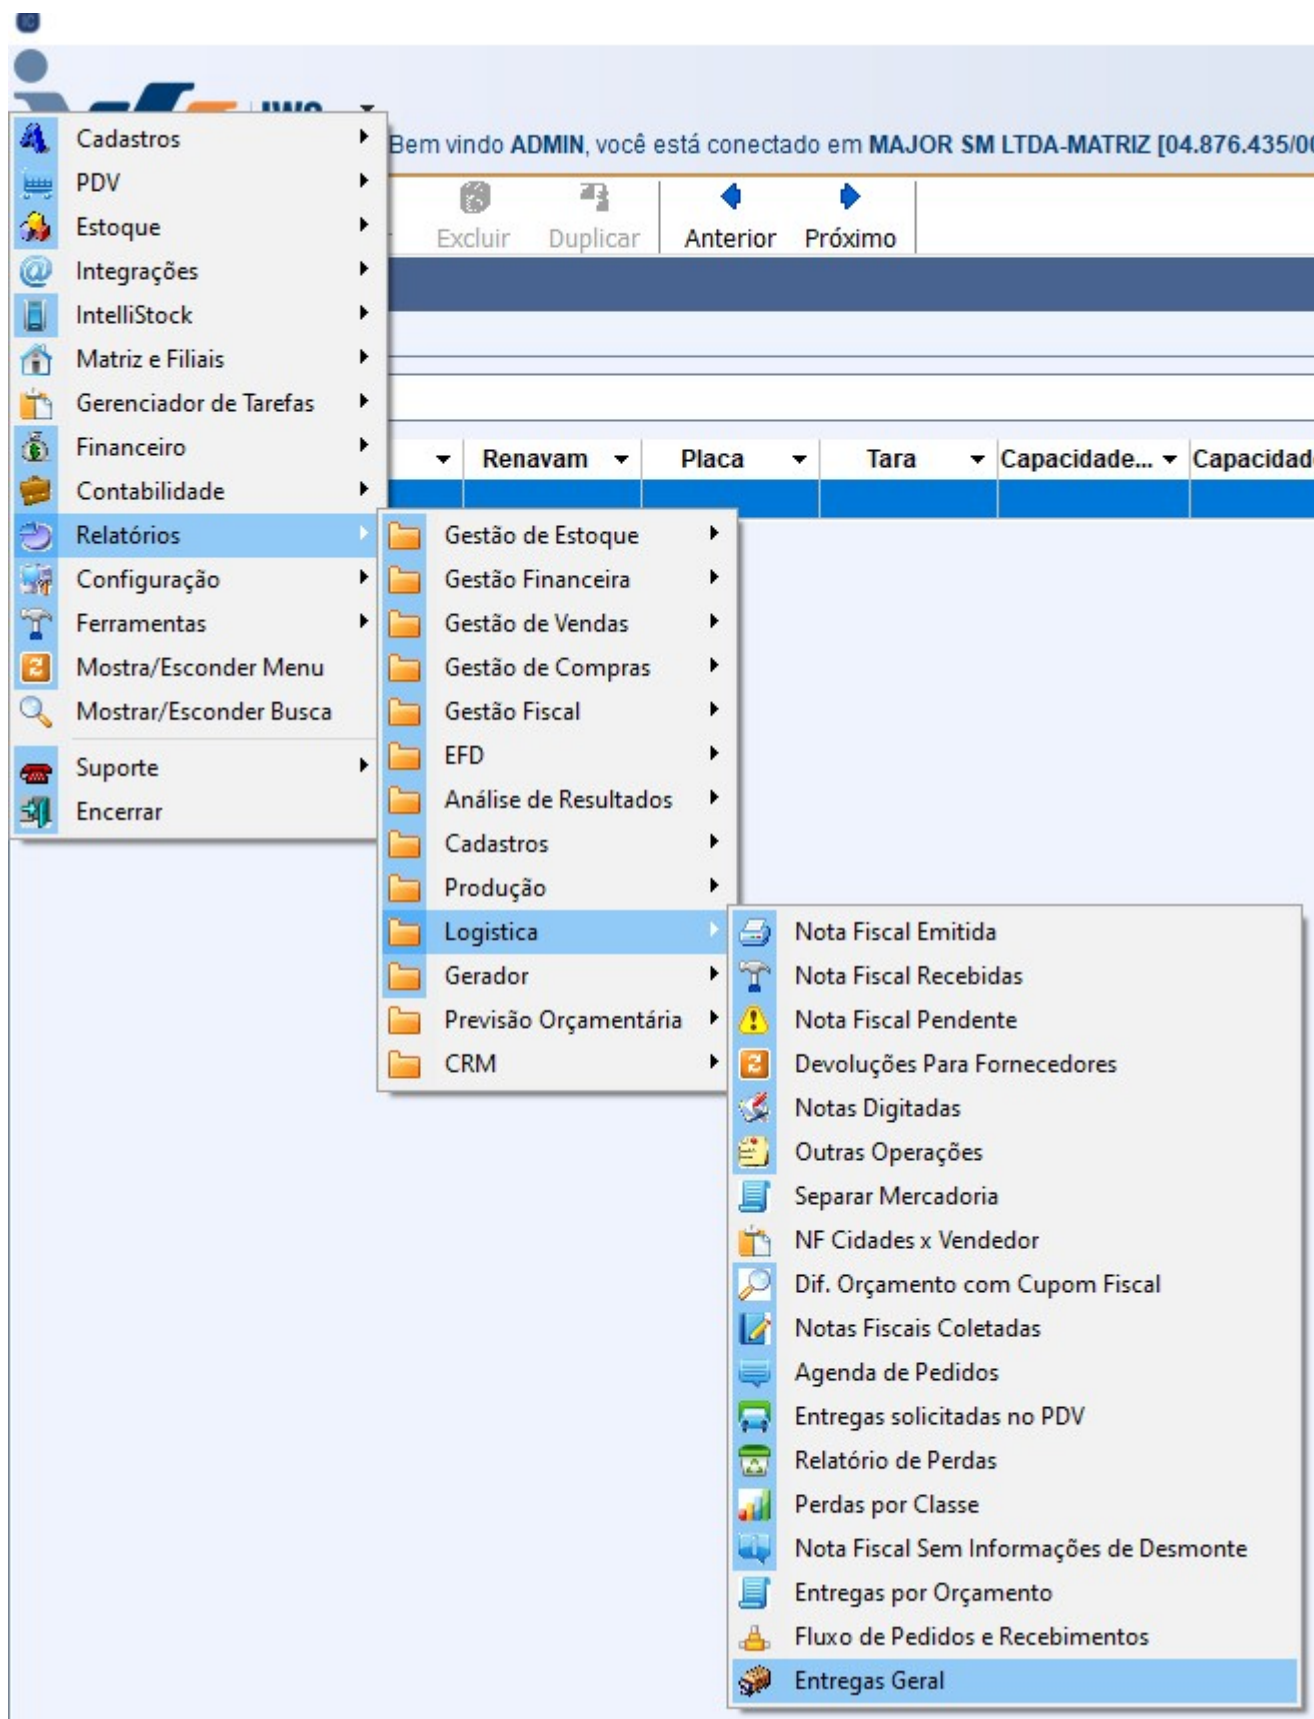 Bem vindo ADMIN, você está conectado em MAJOR SM LTDA-MATRIZ [04.876.435/00
Excluir Duplicar Anterior Próximo
Renavam Placa Tara Capacidade... Capacidad
Cadastros
PDV
Estoque
Integrações
IntelliStock
Matriz e Filiais
Gerenciador de Tarefas
Financeiro
Contabilidade
Relatórios
Configuração
Ferramentas
Mostra/Esconder Menu
Mostrar/Esconder Busca
Suporte
Encerrar
Gestão de Estoque
Gestão Financeira
Gestão de Vendas
Gestão de Compras
Gestão Fiscal
EFD
Análise de Resultados
Cadastros
Produção
Logistica
Gerador
Previsão Orçamentária
CRM
Nota Fiscal Emitida
Nota Fiscal Recebidas
Nota Fiscal Pendente
Devoluções Para Fornecedores
Notas Digitadas
Outras Operações
Separar Mercadoria
NF Cidades x Vendedor
Dif. Orçamento com Cupom Fiscal
Notas Fiscais Coletadas
Agenda de Pedidos
Entregas solicitadas no PDV
Relatório de Perdas
Perdas por Classe
Nota Fiscal Sem Informações de Desmonte
Entregas por Orçamento
Fluxo de Pedidos e Recebimentos
Entregas Geral